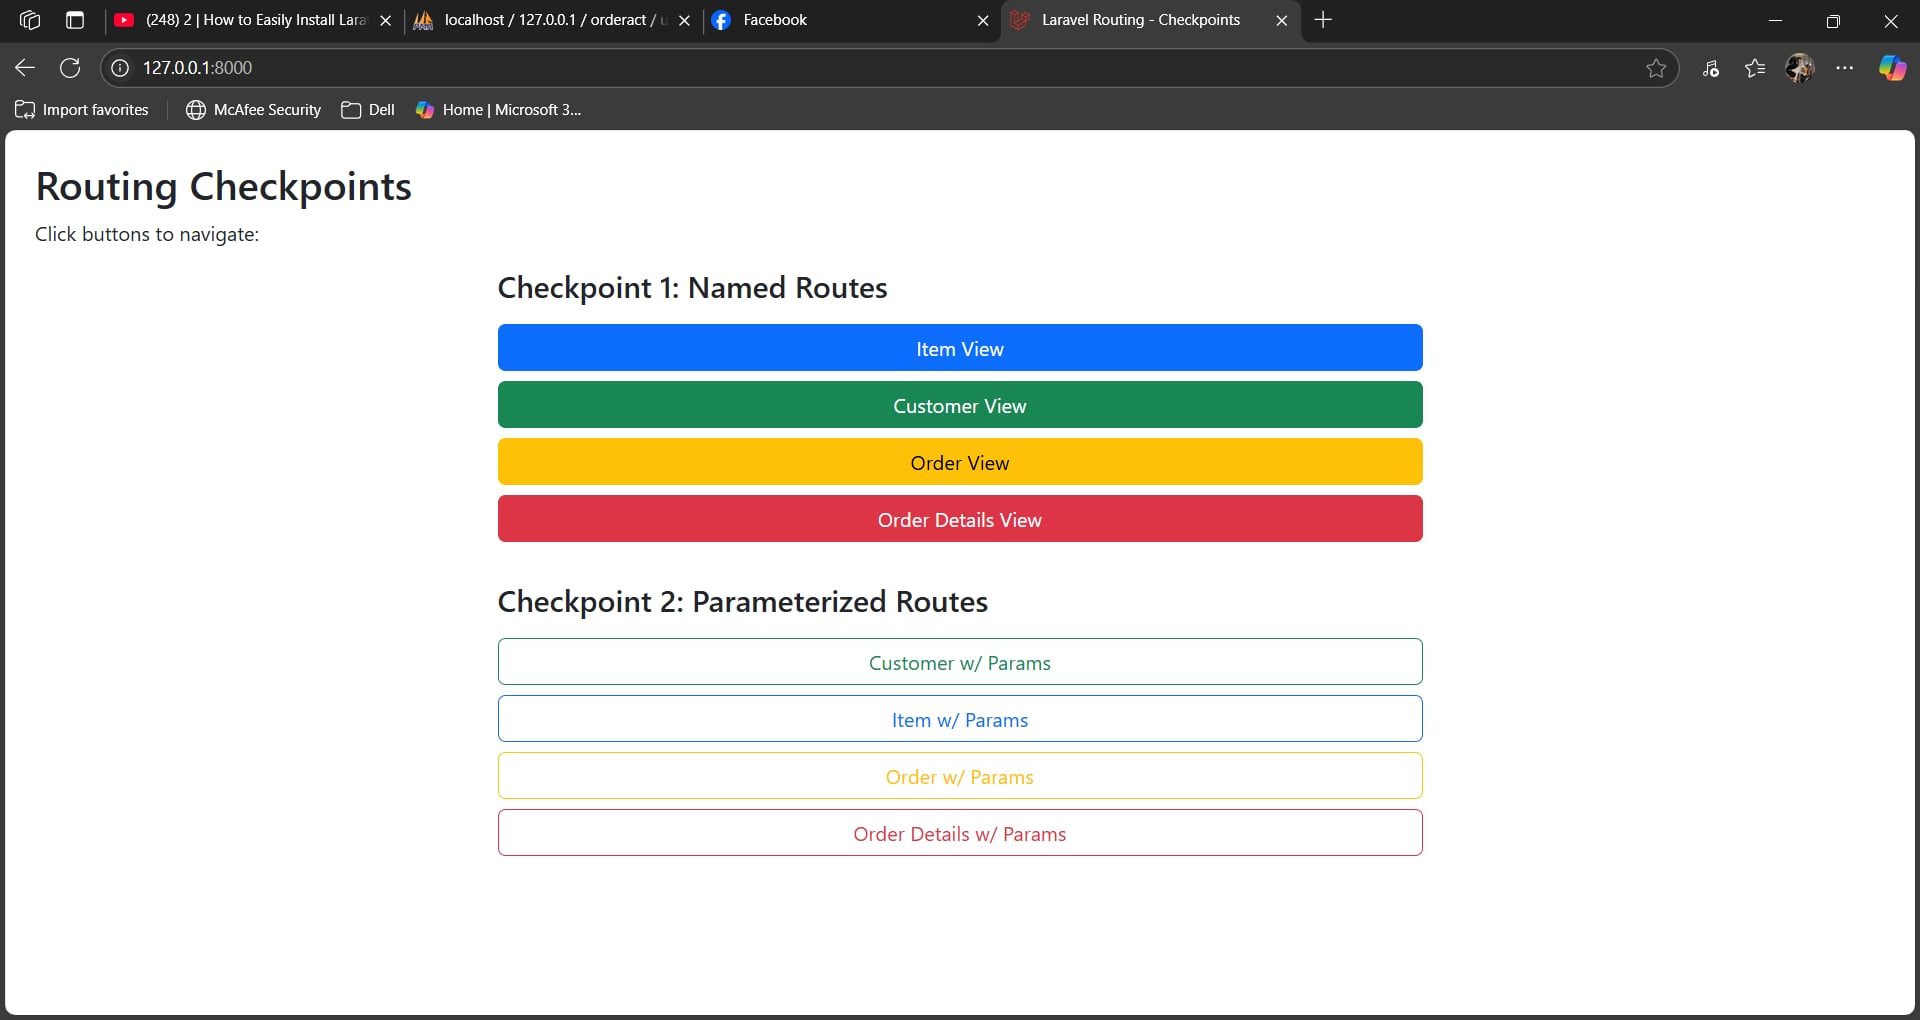 (248) 2 | How to Easily Install Lara
localhost / 127.0.0.1 / orderact / u
Facebook
Laravel Routing - Checkpoints
127.0.0.1:8000
Import favorites
McAfee Security
Dell
Home | Microsoft 3...
Routing Checkpoints
Click buttons to navigate:
Checkpoint 1: Named Routes
Item View
Customer View
Order View
Order Details View
Checkpoint 2: Parameterized Routes
Customer w/ Params
Item w/ Params
Order w/ Params
Order Details w/ Params